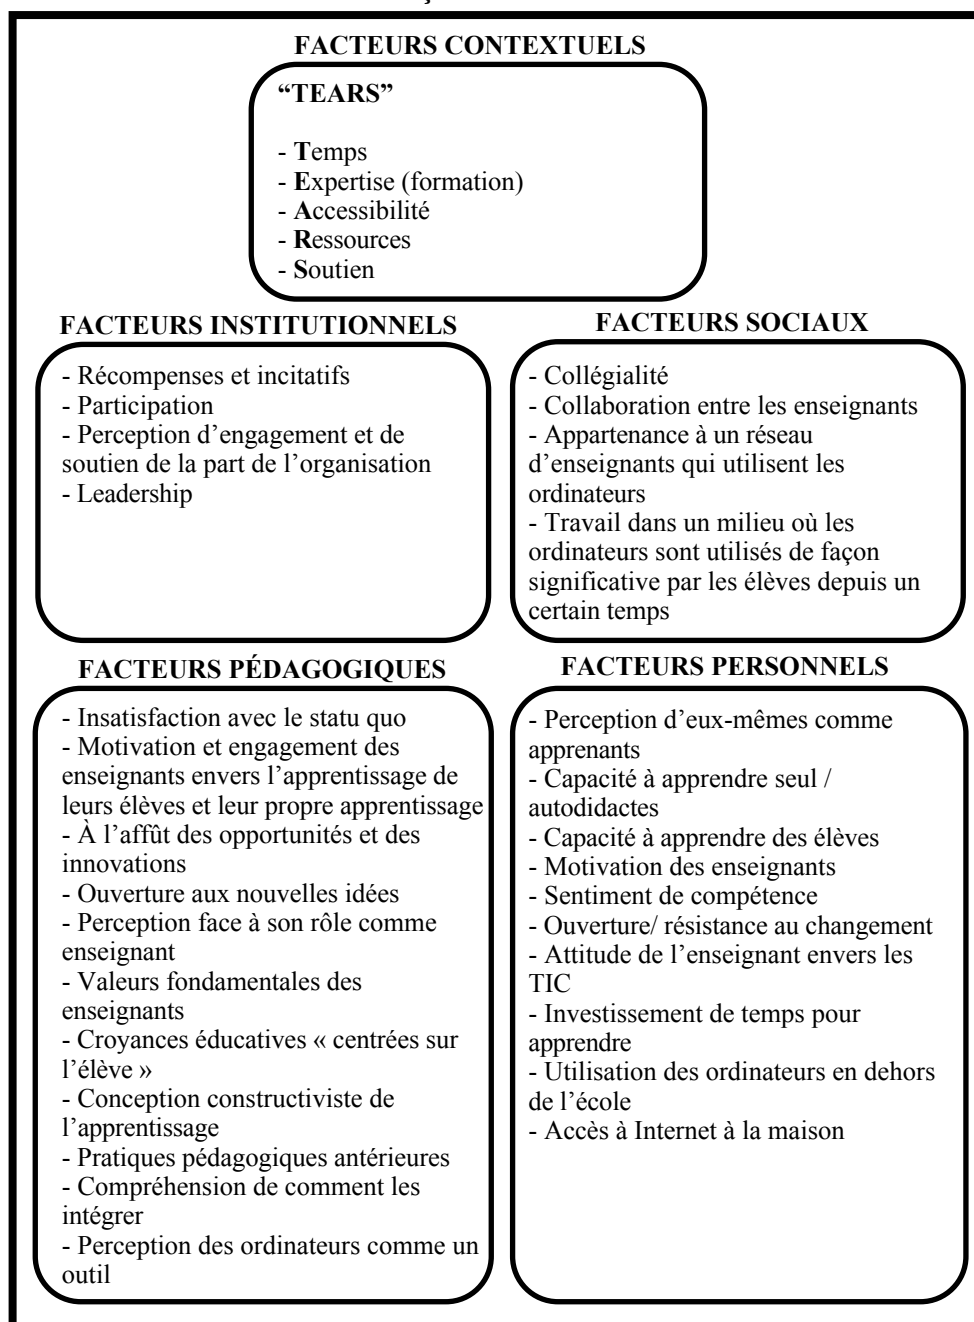 FACTEURS CONTEXTUELS
“TEARS”
- Temps
- Expertise (formation)
- Accessibilité
- Ressources
- Soutien
FACTEURS INSTITUTIONNELS
- Récompenses et incitatifs
- Participation
- Perception d’engagement et de
soutien de la part de l’organisation
- Leadership
FACTEURS SOCIAUX
- Collégialité
- Collaboration entre les enseignants
- Appartenance à un réseau
d’enseignants qui utilisent les
ordinateurs
- Travail dans un milieu où les
ordinateurs sont utilisés de façon
significative par les élèves depuis un
certain temps
FACTEURS PÉDAGOGIQUES
- Insatisfaction avec le statu quo
- Motivation et engagement des
enseignants envers l’apprentissage de
leurs élèves et leur propre apprentissage
- À l’affût des opportunités et des
innovations
- Ouverture aux nouvelles idées
- Perception face à son rôle comme
enseignant
- Valeurs fondamentales des
enseignants
- Croyances éducatives « centrées sur
l’élève »
- Conception constructiviste de
l’apprentissage
- Pratiques pédagogiques antérieures
- Compréhension de comment les
intégrer
- Perception des ordinateurs comme un
outil
FACTEURS PERSONNELS
- Perception d’eux-mêmes comme
apprenants
- Capacité à apprendre seul /
autodidactes
- Capacité à apprendre des élèves
- Motivation des enseignants
- Sentiment de compétence
- Ouverture/ résistance au changement
- Attitude de l’enseignant envers les
TIC
- Investissement de temps pour
apprendre
- Utilisation des ordinateurs en dehors
de l’école
- Accès à Internet à la maison